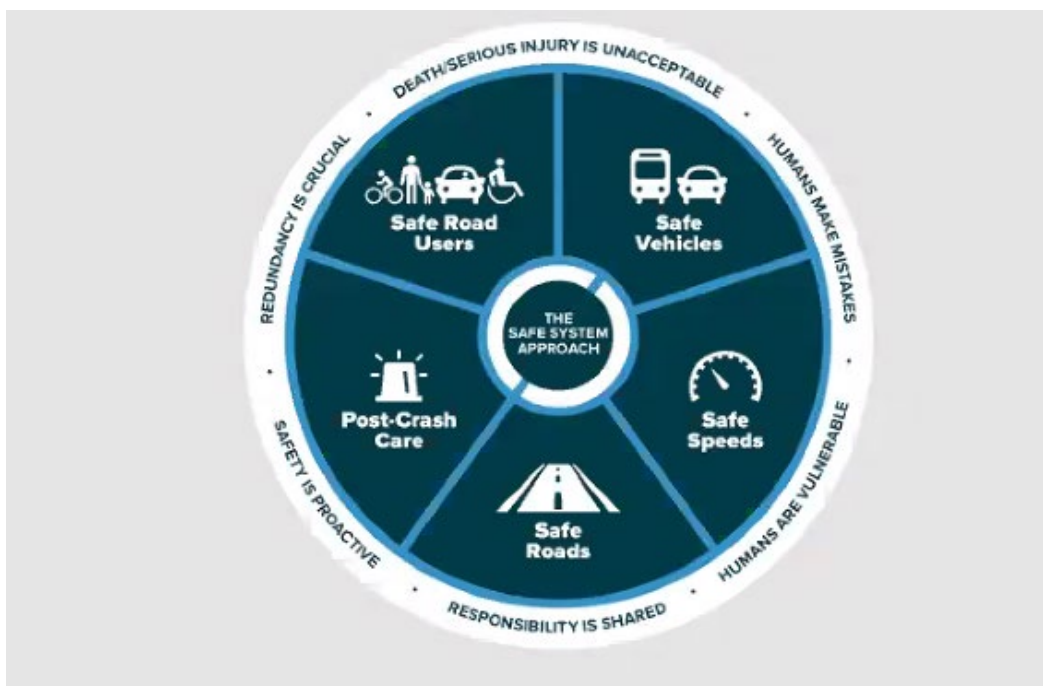 DEATH/SERIOUS INJURY IS UNACCEPTABLE
HUMANS MAKE MISTAKES
HUMANS ARE VULNERABLE
RESPONSIBILITY IS SHARED
SAFETY IS PROACTIVE
REDUNDANCY IS CRUCIAL
Safe Road
Users
Safe
Vehicles
Safe
Speeds
Safe
Roads
Post-Crash
Care
THE
SAFE SYSTEM
APPROACH